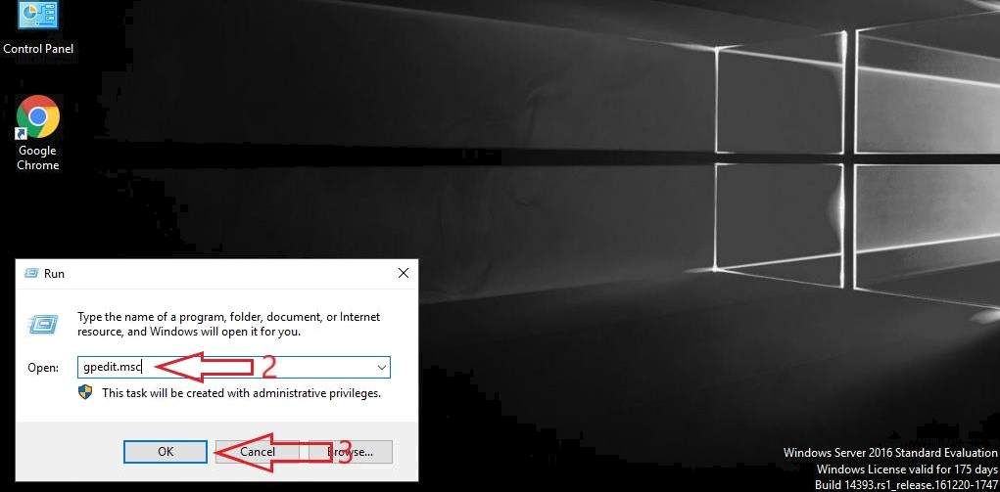 Control Panel
Google
Chrome
Run
Type the name of a program, folder, document, or Internet
resource, and Windows will open it for you.
Open: gpedit.msc 2
This task will be created with administrative privileges.
OK Cancel 3 Browse...
Windows Server 2016 Standard Evaluation
Windows License valid for 175 days
Build 14393.rs1_release.161220-1747